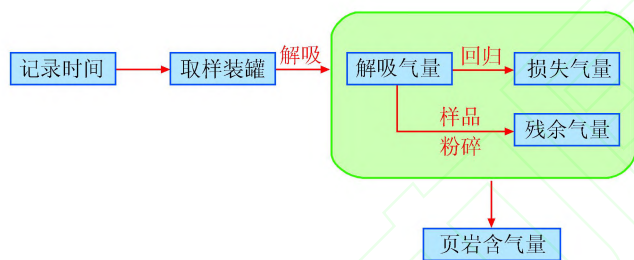 记录时间
取样装罐
解吸
解吸气量
回归
损失气量
样品
粉碎
残余气量
页岩含气量